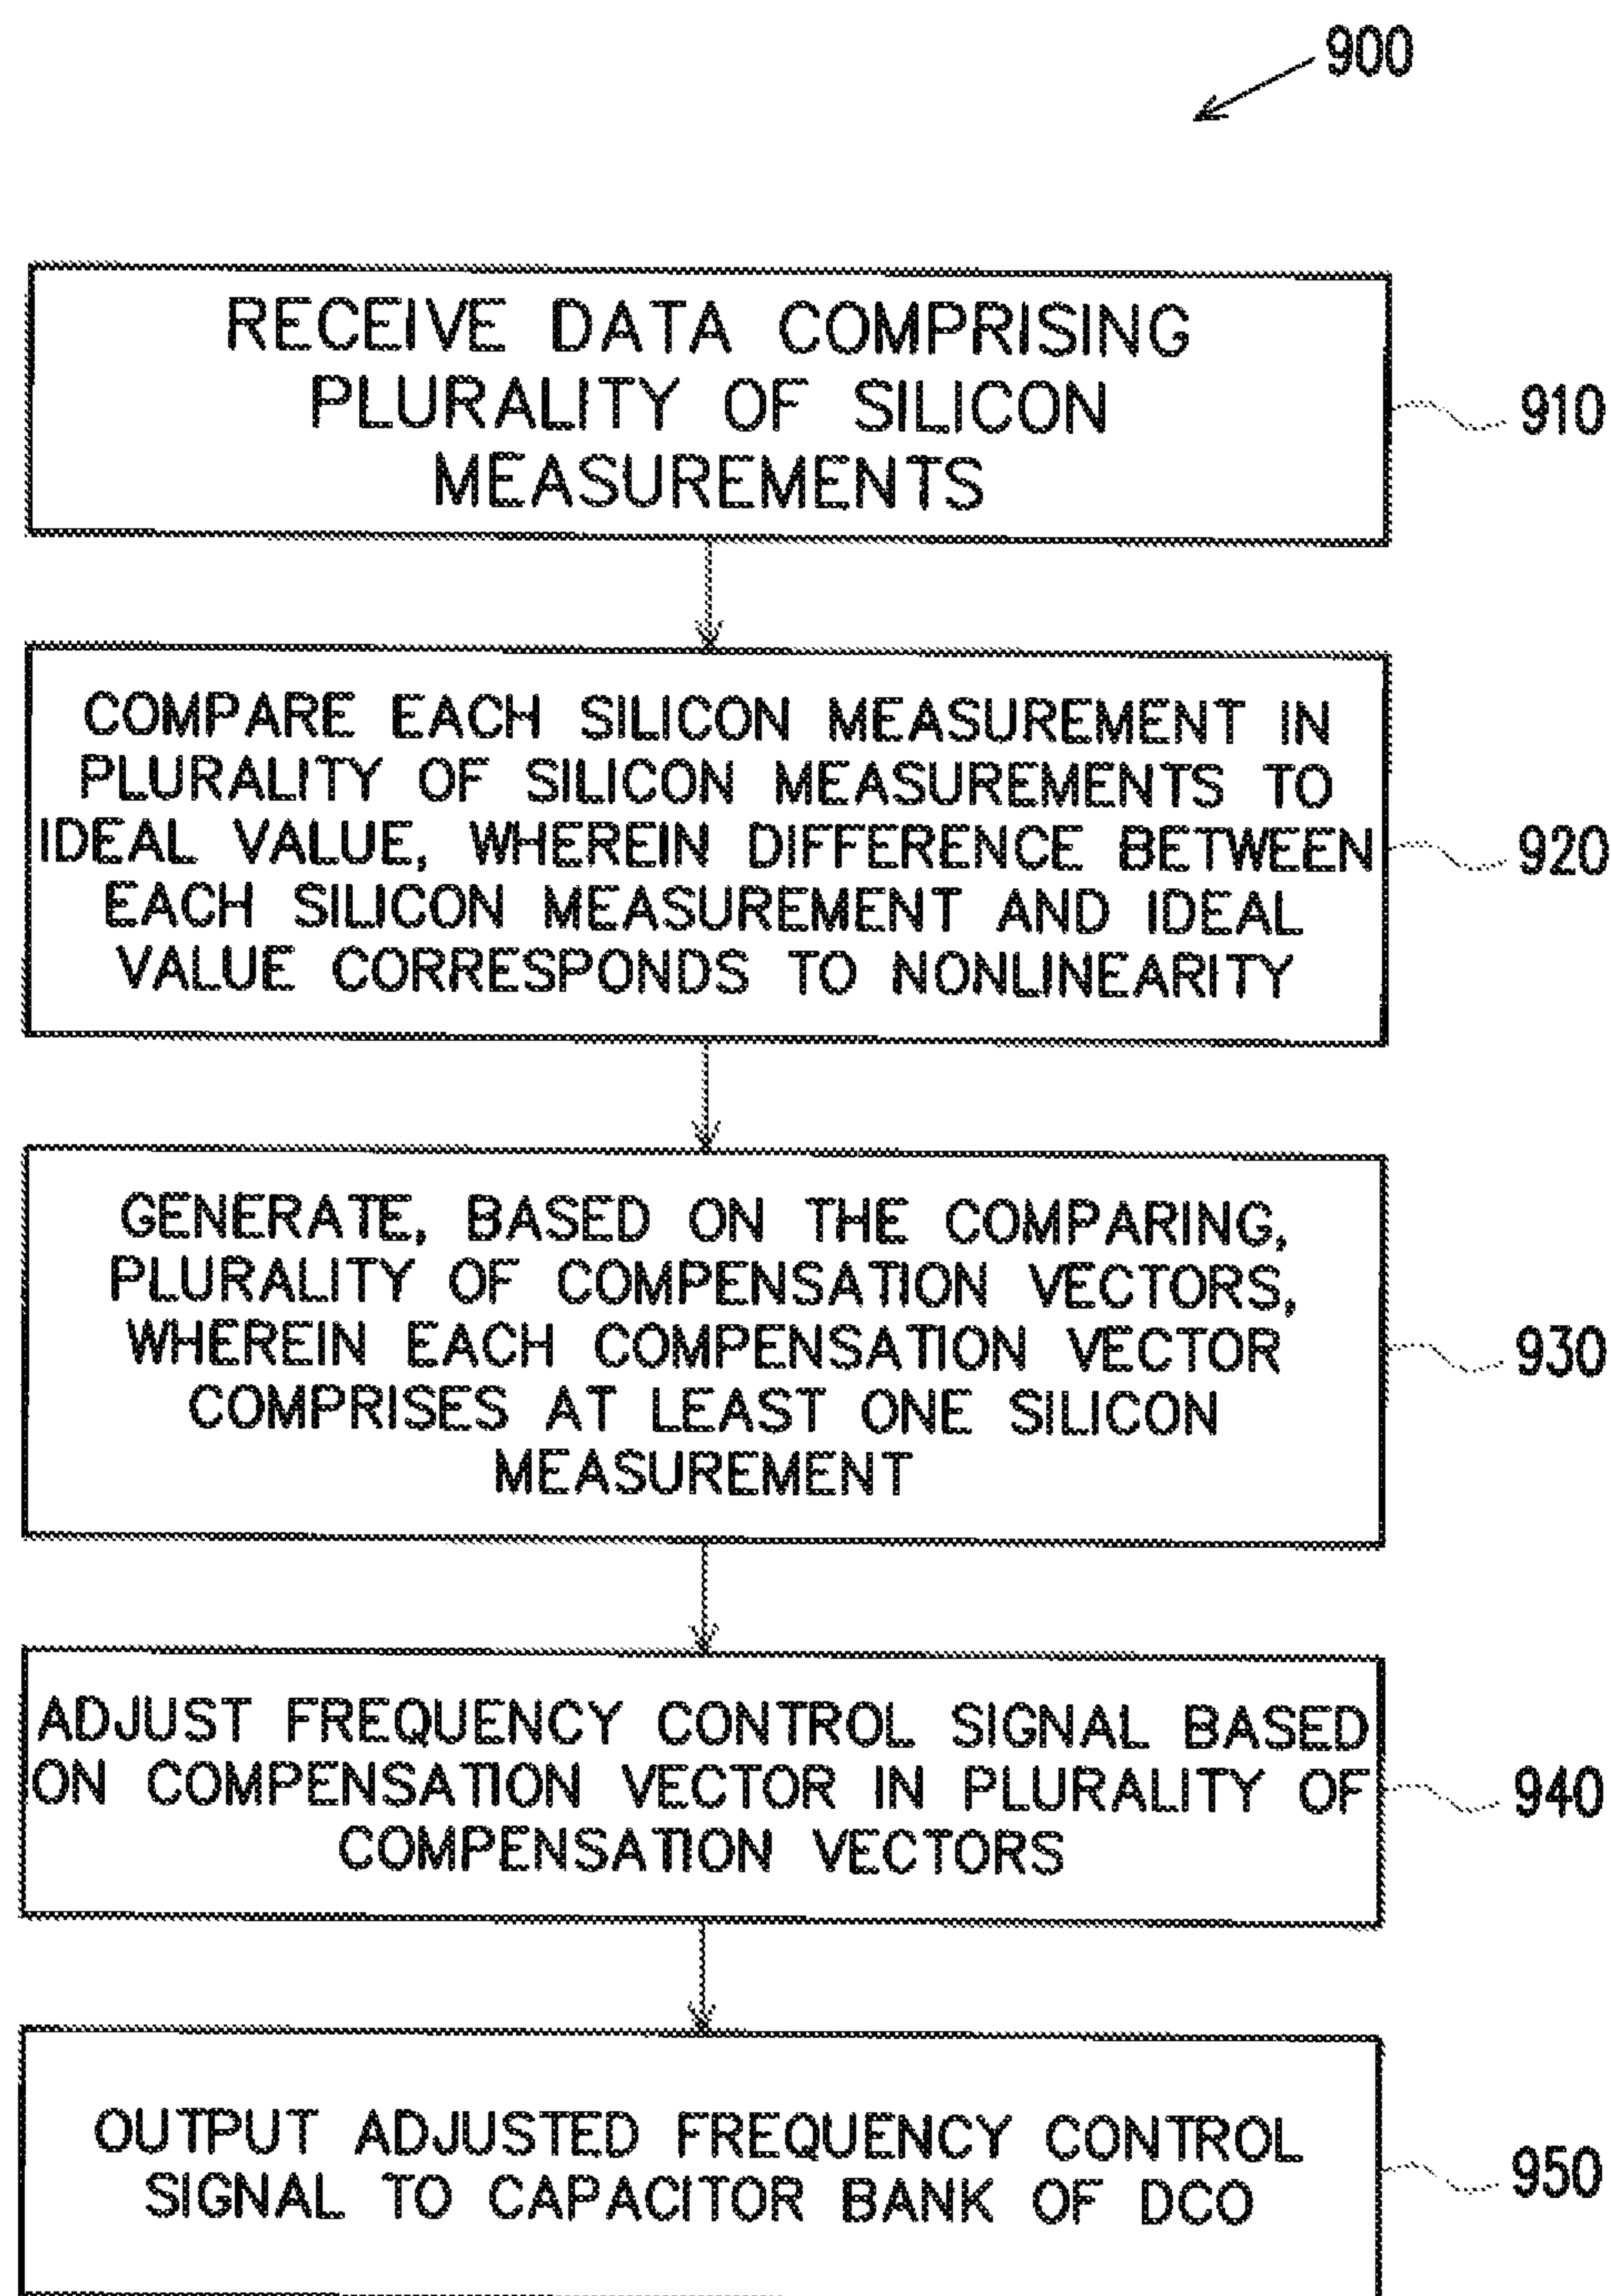 900
RECEIVE DATA COMPRISING
PLURALITY OF SILICON
MEASUREMENTS
910
COMPARE EACH SILICON MEASUREMENT IN
PLURALITY OF SILICON MEASUREMENTS TO
IDEAL VALUE, WHEREIN DIFFERENCE BETWEEN
EACH SILICON MEASUREMENT AND IDEAL
VALUE CORRESPONDS TO NONLINEARITY
920
GENERATE, BASED ON THE COMPARING,
PLURALITY OF COMPENSATION VECTORS,
WHEREIN EACH COMPENSATION VECTOR
COMPRISES AT LEAST ONE SILICON
MEASUREMENT
930
ADJUST FREQUENCY CONTROL SIGNAL BASED
ON COMPENSATION VECTOR IN PLURALITY OF
COMPENSATION VECTORS
940
OUTPUT ADJUSTED FREQUENCY CONTROL
SIGNAL TO CAPACITOR BANK OF DCO
950